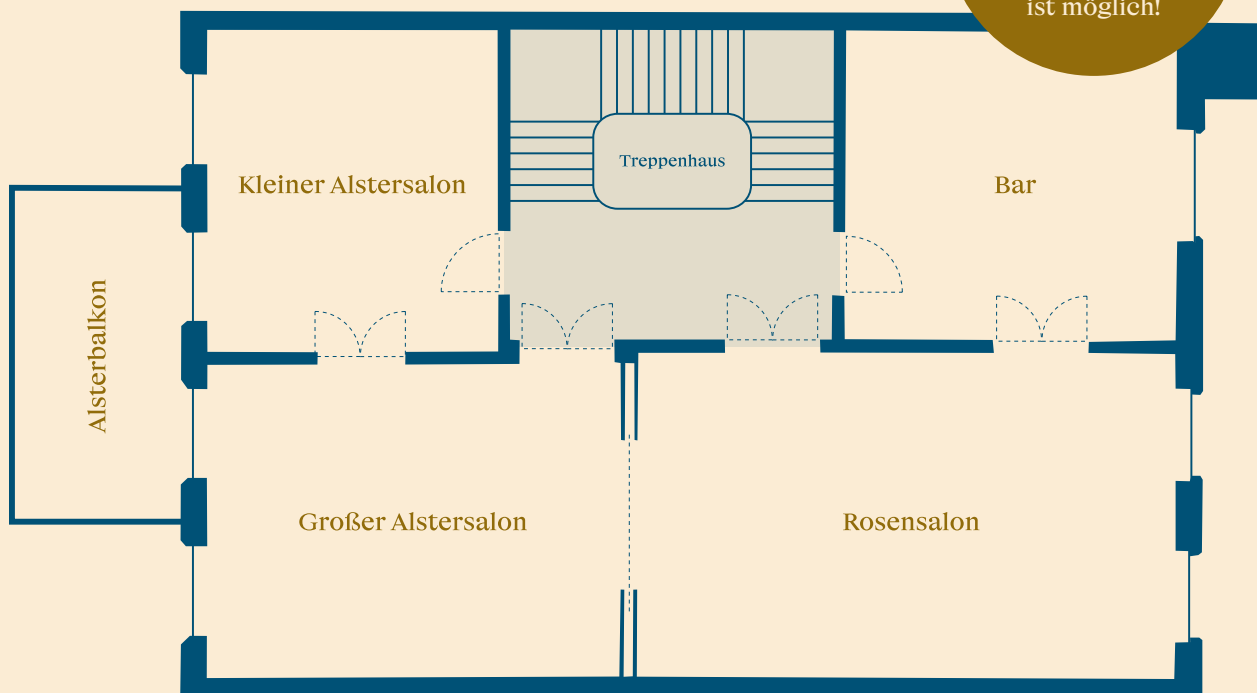 ist möglich!
Treppenhaus
Kleiner Alstersalon
Bar
Alsterbalkon
Großer Alstersalon
Rosensalon